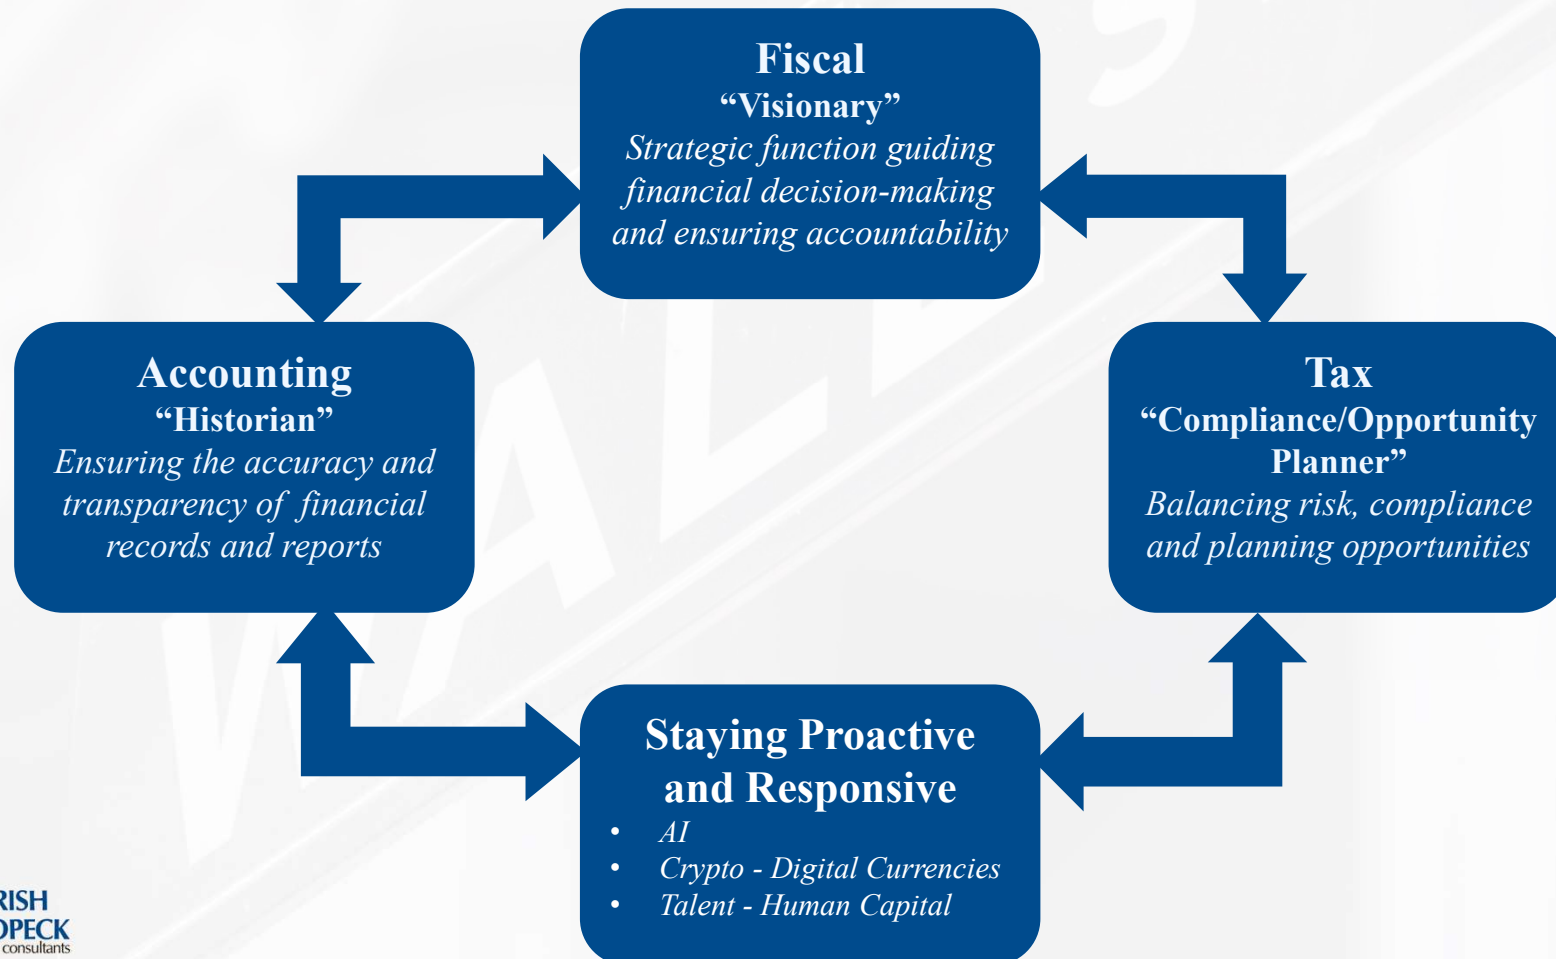 Fiscal
“Visionary”
Strategic function guiding
financial decision-making
and ensuring accountability
Accounting
“Historian”
Ensuring the accuracy and
transparency of financial
records and reports
Tax
“Compliance/Opportunity
Planner”
Balancing risk, compliance
and planning opportunities
Staying Proactive
and Responsive
• AI
• Crypto - Digital Currencies
• Talent - Human Capital
RISH
OPECK
consultants
WALL S